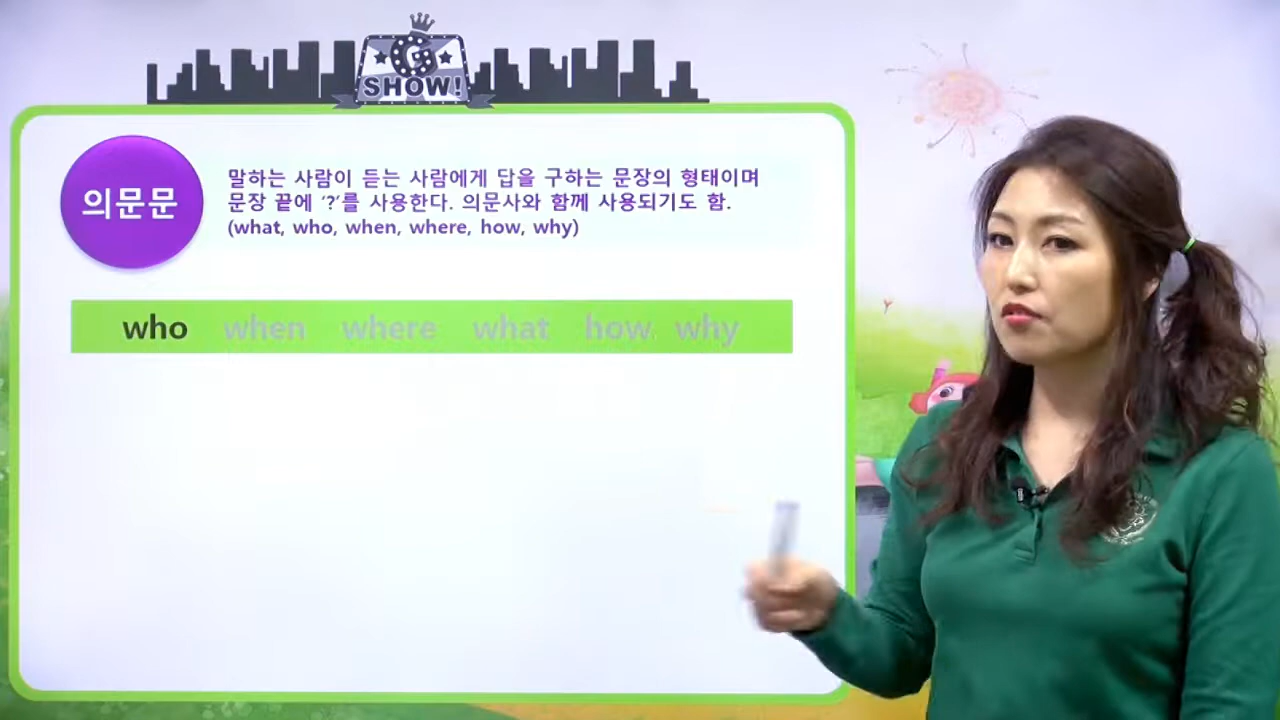 G
SHOW!
의문문
말하는 사람이 듣는 사람에게 답을 구하는 문장의 형태이며
문장 끝에 '?'를 사용한다. 의문사와 함께 사용되기도 함.
(what, who, when, where, how, why)
who when where what how why